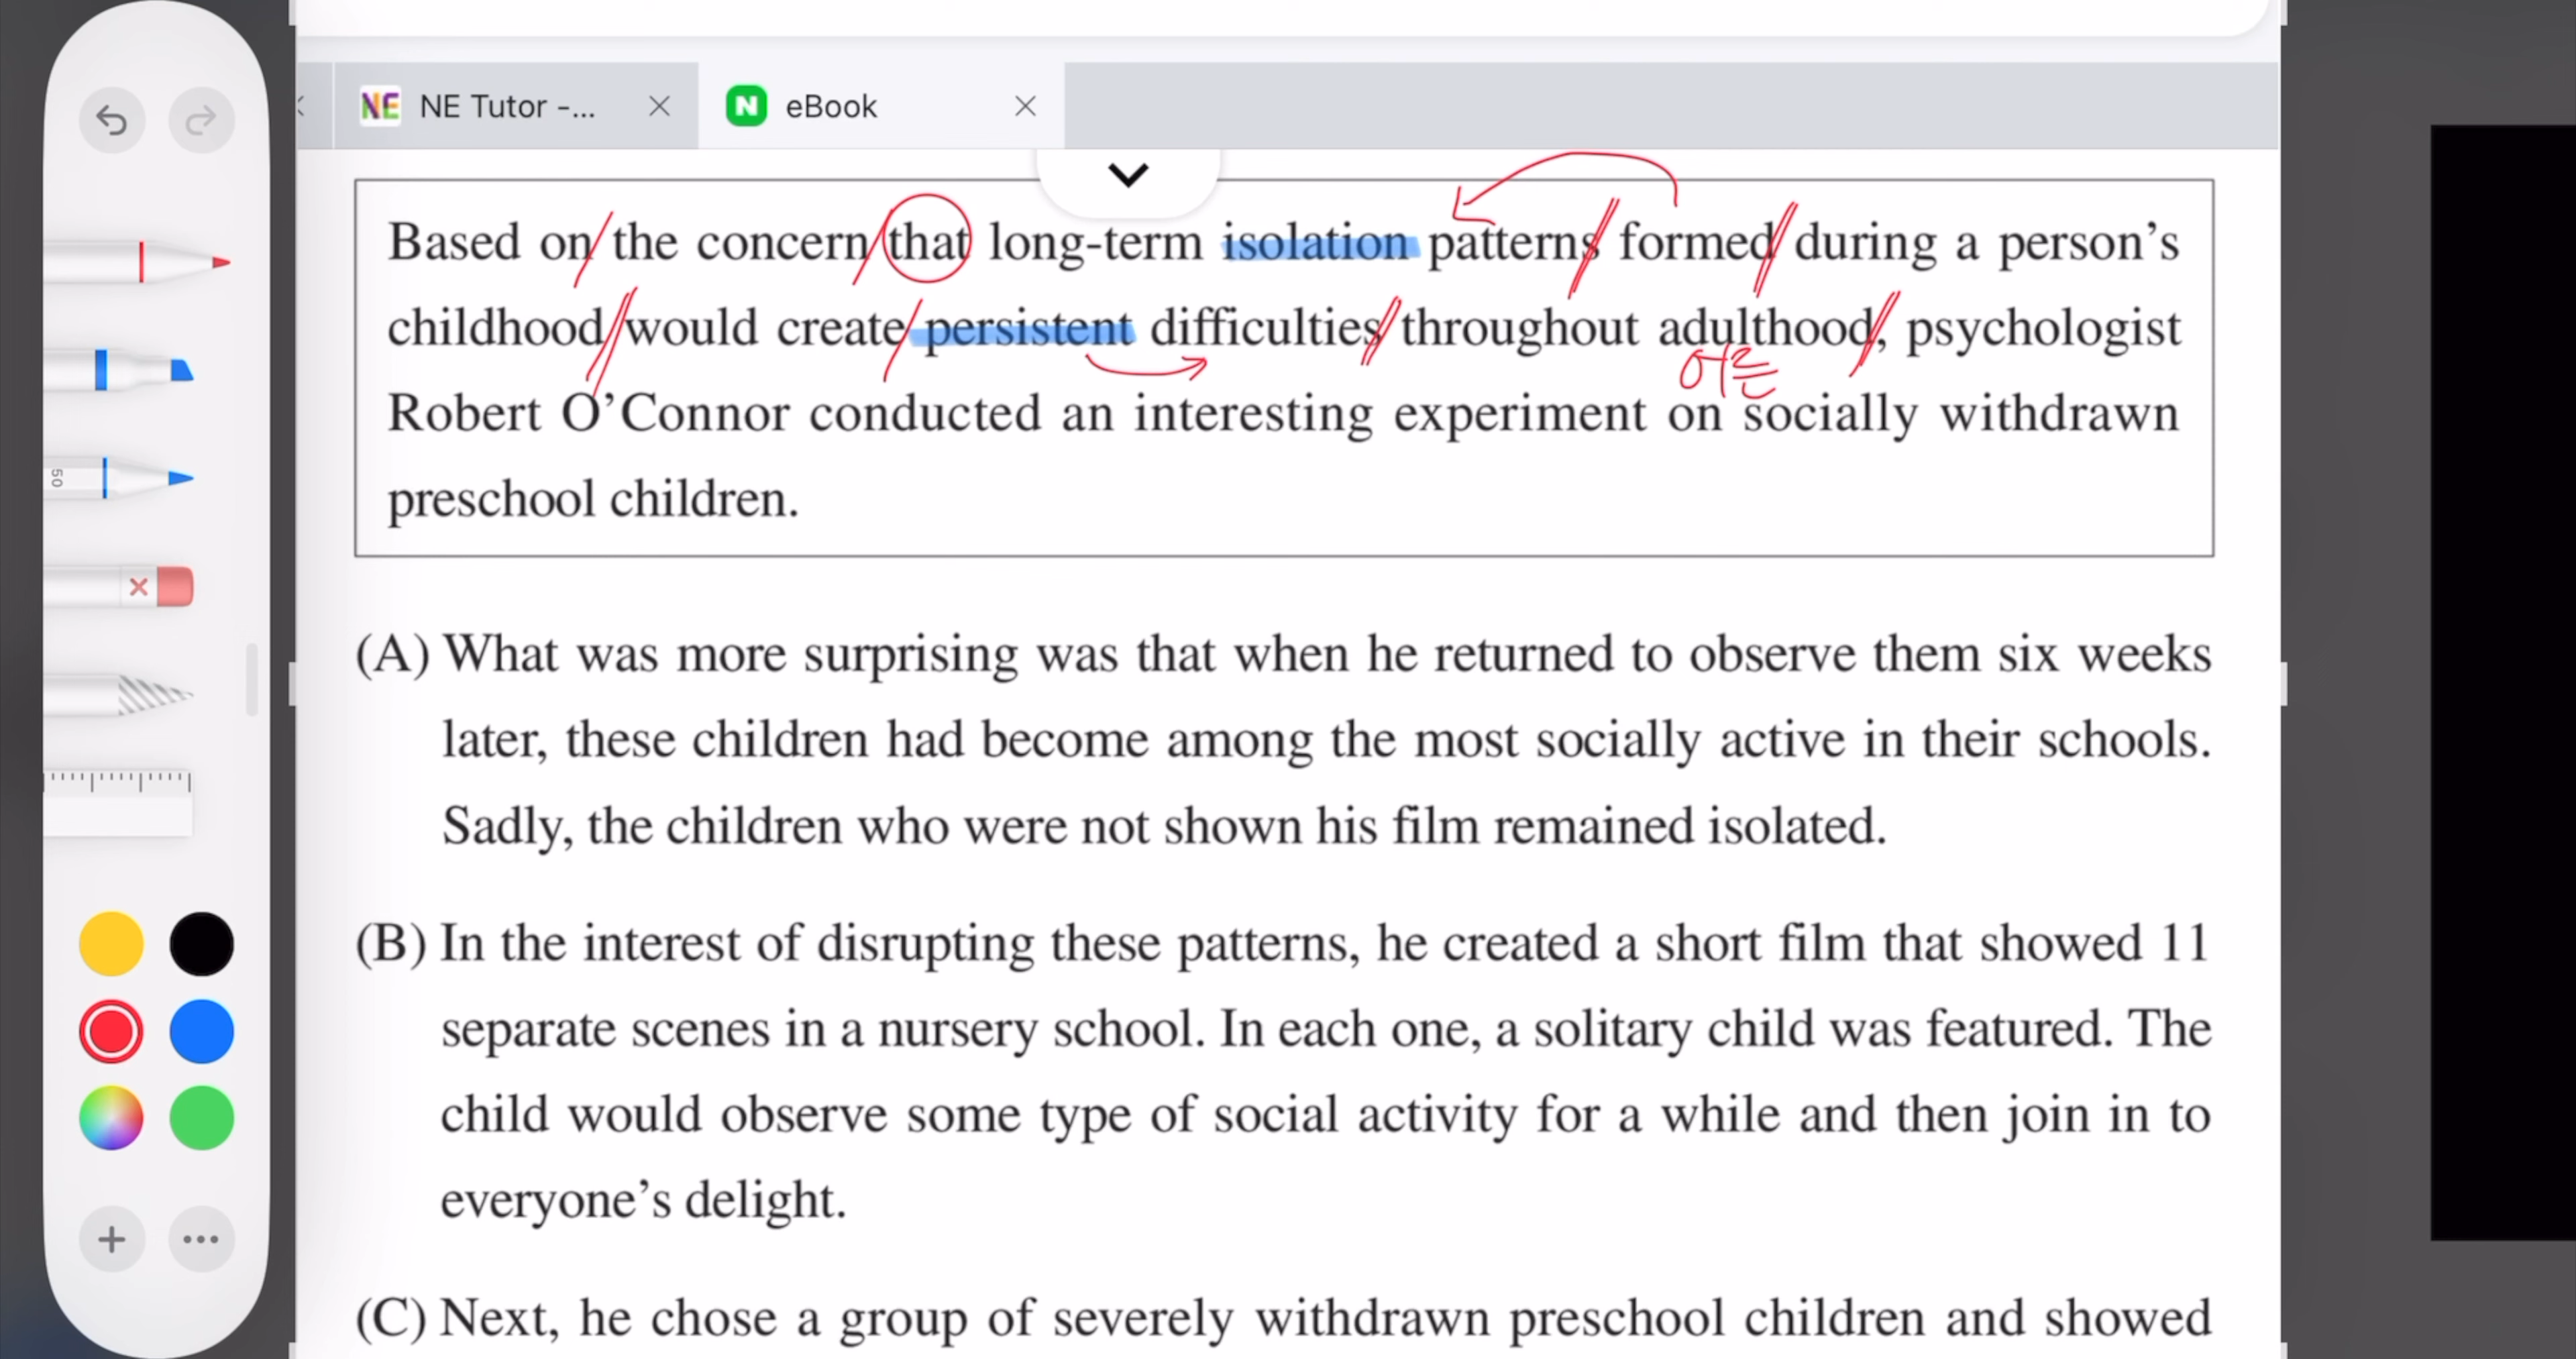 NE NE Tutor -... eBook
Based on the concern that long-term isolation patterns formed during a person's
childhood would create persistent difficulties throughout adulthood, psychologist
어른
Robert O'Connor conducted an interesting experiment on socially withdrawn
preschool children.
(A) What was more surprising was that when he returned to observe them six weeks
later, these children had become among the most socially active in their schools.
Sadly, the children who were not shown his film remained isolated.
(B) In the interest of disrupting these patterns, he created a short film that showed 11
separate scenes in a nursery school. In each one, a solitary child was featured. The
child would observe some type of social activity for a while and then join in to
everyone's delight.
(C) Next, he chose a group of severely withdrawn preschool children and showed
50